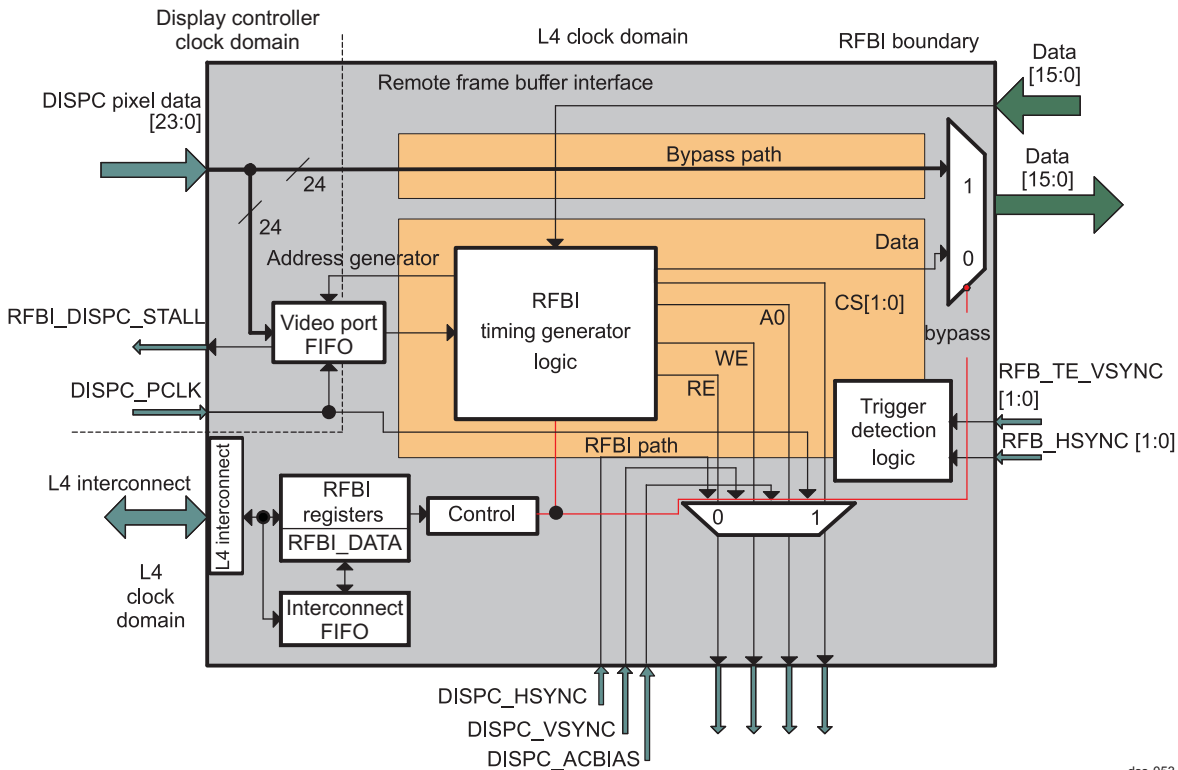 Display controller
clock domain
L4 clock domain
RFBI boundary
Data
[15:0]
Remote frame buffer interface
DISPC pixel data
[23:0]
Bypass path
24
1
Data
[15:0]
24
Data
0
Address generator
RFBI
timing generator
logic
CS[1:0]
A0
bypass
RFBI_DISPC_STALL
Video port
FIFO
WE
RE
RFB_TE_VSYNC
[1:0]
DISPC_PCLK
Trigger
detection
logic
RFB_HSYNC [1:0]
RFBI path
L4 interconnect
L4 interconnect
RFBI
registers
RFBI_DATA
Control
0
1
L4
clock
domain
Interconnect
FIFO
DISPC_HSYNC
DISPC_VSYNC
DISPC_ACBIAS